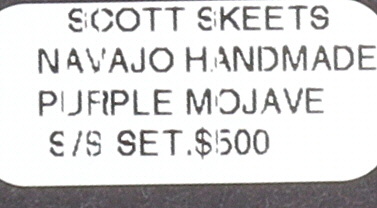 SCOTT SKEETS
NAVAJO HANDMADE
PURPLE MOJAVE
S/S SET.$500